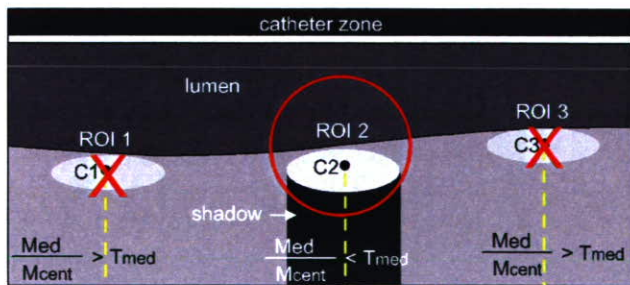 catheter zone
lumen
ROI 1
ROI 2
ROI 3
C1
C2
C3
shadow
Med
Mcent
> Tmed
Med
Mcent
< Tmed
Med
Mcent
> Tmed